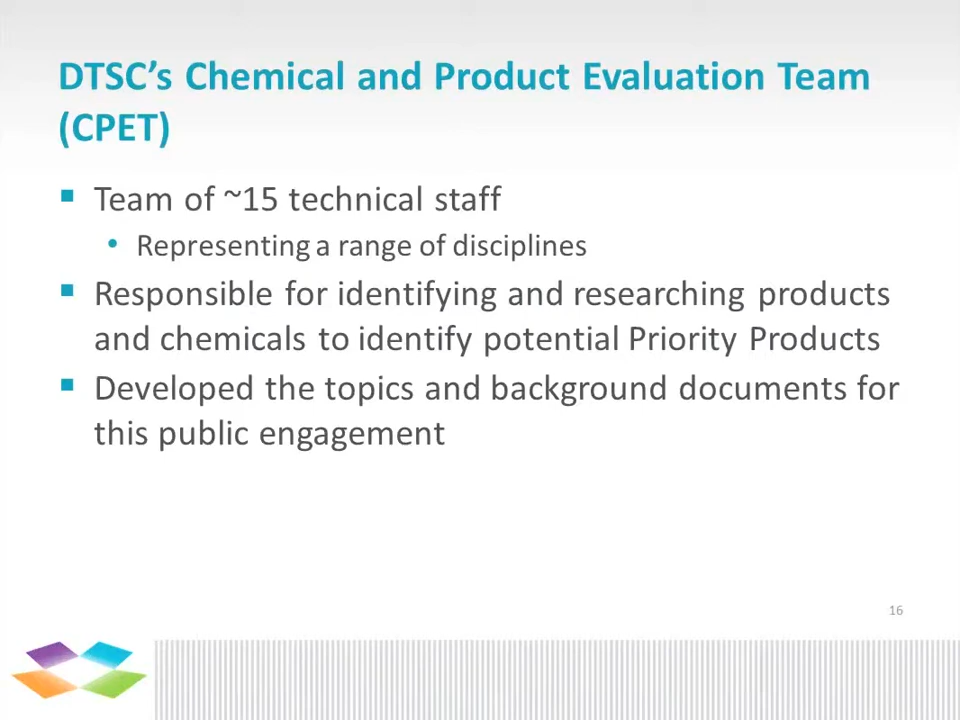 DTSC’s Chemical and Product Evaluation Team
(CPET)
▪ Team of ~15 technical staff
• Representing a range of disciplines
▪ Responsible for identifying and researching products
and chemicals to identify potential Priority Products
▪ Developed the topics and background documents for
this public engagement
16